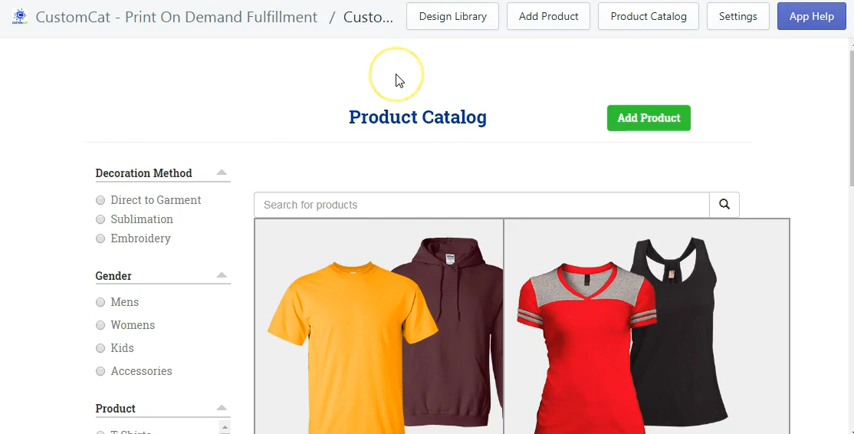 CustomCat - Print On Demand Fulfillment / Custo...
Design Library
Add Product
Product Catalog
Settings
App Help
Product Catalog
Add Product
Decoration Method
Direct to Garment
Sublimation
Embroidery
Search for products
Gender
Mens
Womens
Kids
Accessories
Product
T-Shirts